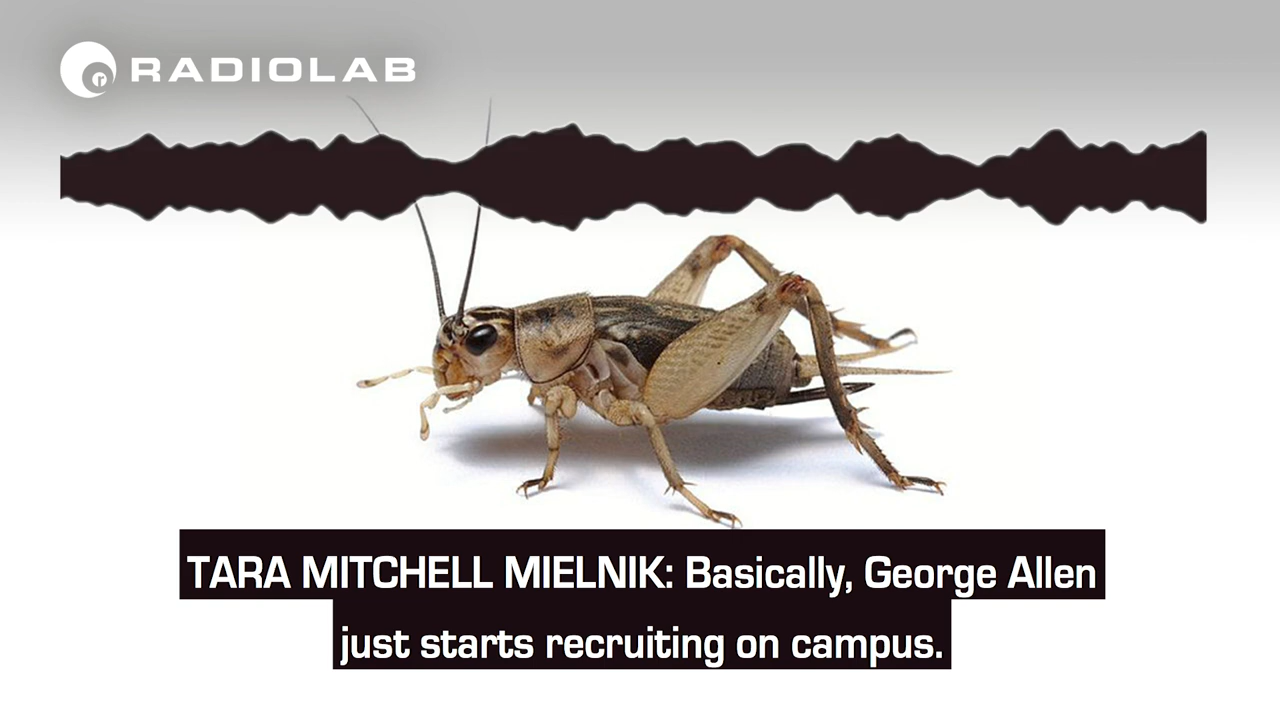 RADIOLAB
TARA MITCHELL MIELNIK: Basically, George Allen
just starts recruiting on campus.